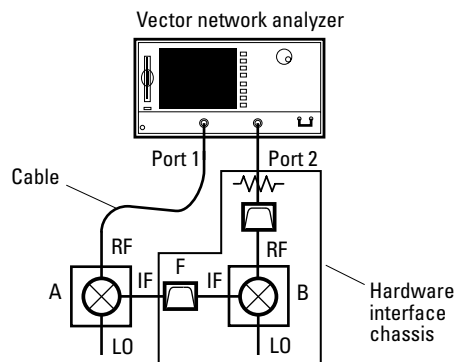 Vector network analyzer
Port 1
Port 2
Cable
RF
F
RF
A
IF
IF
B
LO
LO
Hardware
interface
chassis